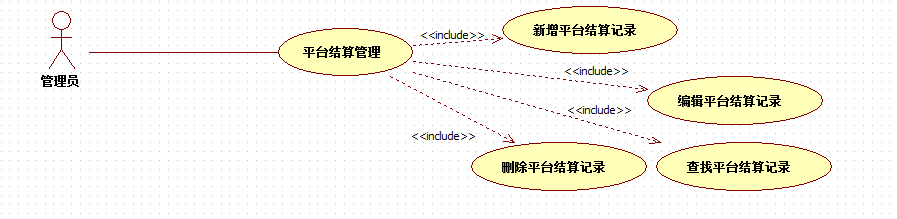 新增平台结算记录
<<include>>
平台结算管理
<<include>>
管理员
编辑平台结算记录
<<include>>
<<include>>
删除平台结算记录
查找平台结算记录